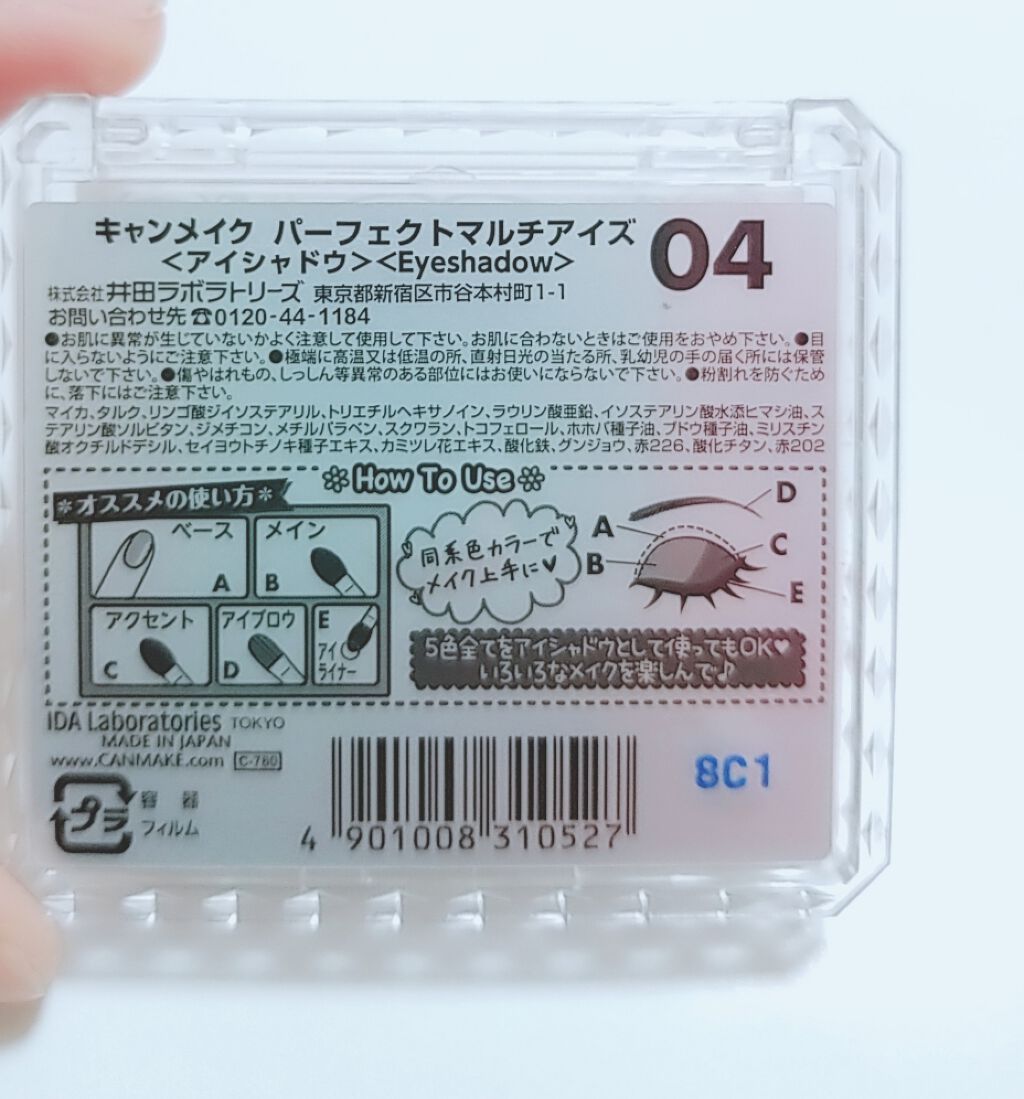 キャンメイク パーフェクトマルチアイズ 04
<アイシャドウ><Eyeshadow>
株式会社 井田ラボラトリーズ 東京都新宿区市谷本村町1-1
お問い合わせ先☎0120-44-1184
●お肌に異常が生じていないかよく注意して使用して下さい。お肌に合わないときはご使用をおやめ下さい。●目
に入らないようにご注意下さい。●極端に高温又は低温の所、直射日光の当たる所、乳幼児の手の届く所には保管
しないで下さい。●傷やはれもの、しっしん等異常のある部位にはお使いにならないで下さい。●粉割れを防ぐため
に、落下にはご注意下さい。
マイカ、タルク、リンゴ酸ジイソステアリル、トリエチルヘキサノイン、ラウリン酸亜鉛、イソステアリン酸水添ヒマシ油、ス
テアリン酸ソルビタン、ジメチコン、メチルパラベン、スクワラン、トコフェロール、ホホバ種子油、ブドウ種子油、ミリスチン
酸オクチルドデシル、セイヨウトチノキ種子エキス、カミツレ花エキス、酸化鉄、グンジョウ、赤226、酸化チタン、赤202
How To Use
*オススメの使い方*
ベース
A
メイン
B
アクセント
C
アイブロウ
D
E
アイ
ライナー
同系色カラーで
メイク上手に♥
A
B
D
C
E
5色全てをアイシャドウとして使ってもOK♥
いろいろなメイクを楽しんで♪
IDA Laboratories TOKYO
MADE IN JAPAN
www.CANMAKE.com C-780
プラ
容器
フィルム
4 901008 310527
8C1